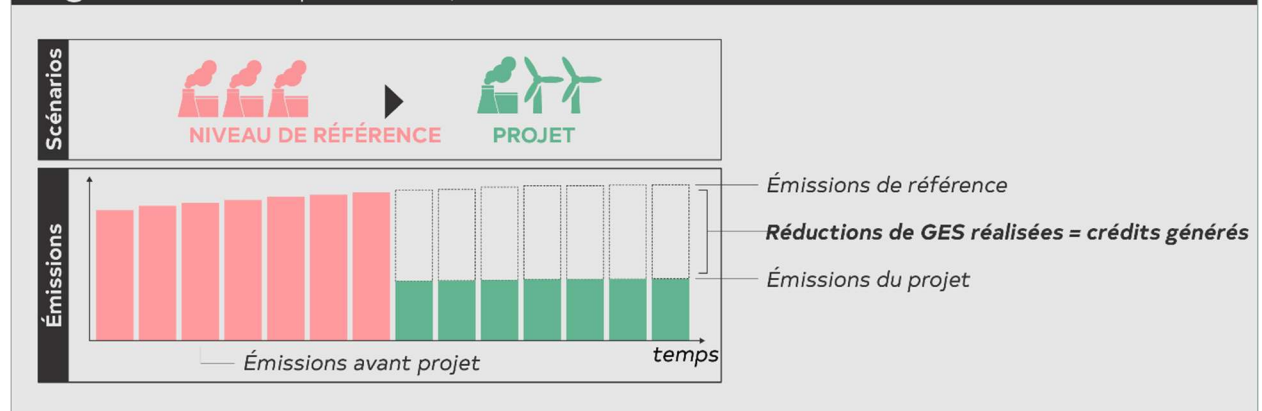 Scénarios
NIVEAU DE RÉFÉRENCE
PROJET
Émissions
Émissions de référence
Réductions de GES réalisées = crédits générés
Émissions du projet
temps
Émissions avant projet